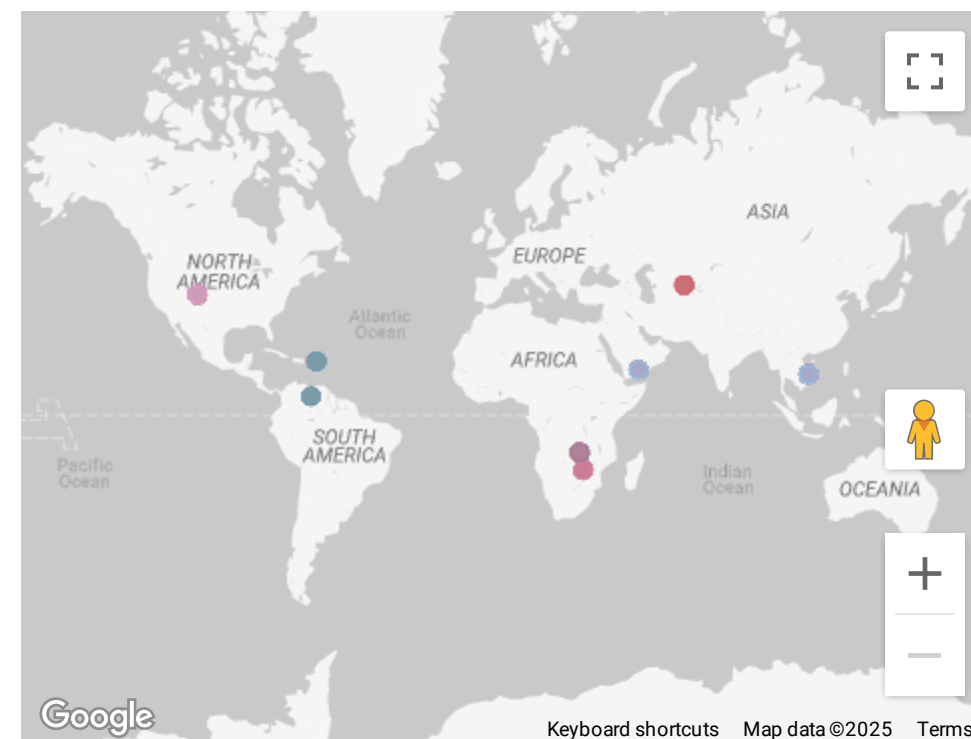 ASIA
NORTH
AMERICA
EUROPE
Atlantic
Ocean
AFRICA
SOUTH
AMERICA
Pacific
Ocean
Indian
Ocean
OCEANIA
Google
Keyboard shortcuts
Map data ©2025
Terms